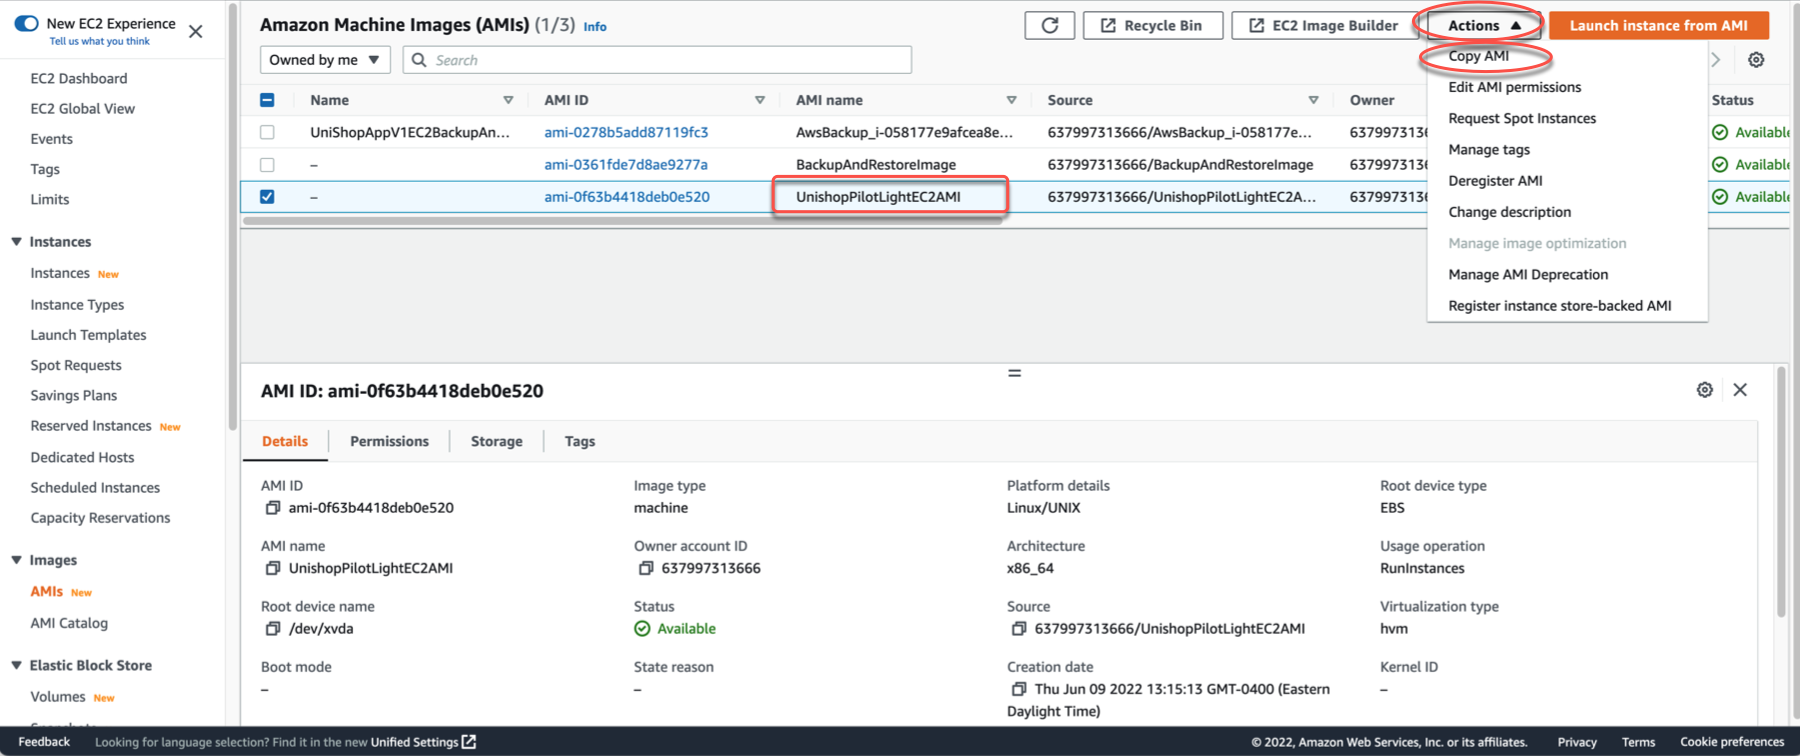 New EC2 Experience
Tell us what you think
EC2 Dashboard
EC2 Global View
Events
Tags
Limits
Instances
Instances New
Instance Types
Launch Templates
Spot Requests
Savings Plans
Reserved Instances New
Dedicated Hosts
Scheduled Instances
Capacity Reservations
Images
AMIs New
AMI Catalog
Elastic Block Store
Volumes New
Amazon Machine Images (AMIs) (1/3) Info
Recycle Bin
EC2 Image Builder
Actions
Launch instance from AMI
Owned by me
Search
Copy AMI
Edit AMI permissions
Request Spot Instances
Manage tags
Deregister AMI
Change description
Manage image optimization
Manage AMI Deprecation
Register instance store-backed AMI
Name AMI ID AMI name Source Owner Status
UniShopAppV1EC2BackupAn... ami-0278b5add87119fc3 AwsBackup_i-058177e9afcea8e... 637997313666/AwsBackup_i-058177e... 63799731 Available
– ami-0361fde7d8ae9277a BackupAndRestoreImage 637997313666/BackupAndRestoreImage 63799731 Available
– ami-0f63b4418deb0e520 UnishopPilotLightEC2AMI 637997313666/UnishopPilotLightEC2A... 63799731 Available
AMI ID: ami-0f63b4418deb0e520
Details Permissions Storage Tags
AMI ID Image type Platform details Root device type
ami-0f63b4418deb0e520 machine Linux/UNIX EBS
AMI name Owner account ID Architecture Usage operation
UnishopPilotLightEC2AMI 637997313666 x86_64 RunInstances
Root device name Status Source Virtualization type
/dev/xvda Available 637997313666/UnishopPilotLightEC2AMI hvm
Boot mode State reason Creation date Kernel ID
– – Thu Jun 09 2022 13:15:13 GMT-0400 (Eastern –
Daylight Time)
Feedback Looking for language selection? Find it in the new Unified Settings © 2022, Amazon Web Services, Inc. or its affiliates. Privacy Terms Cookie preferences